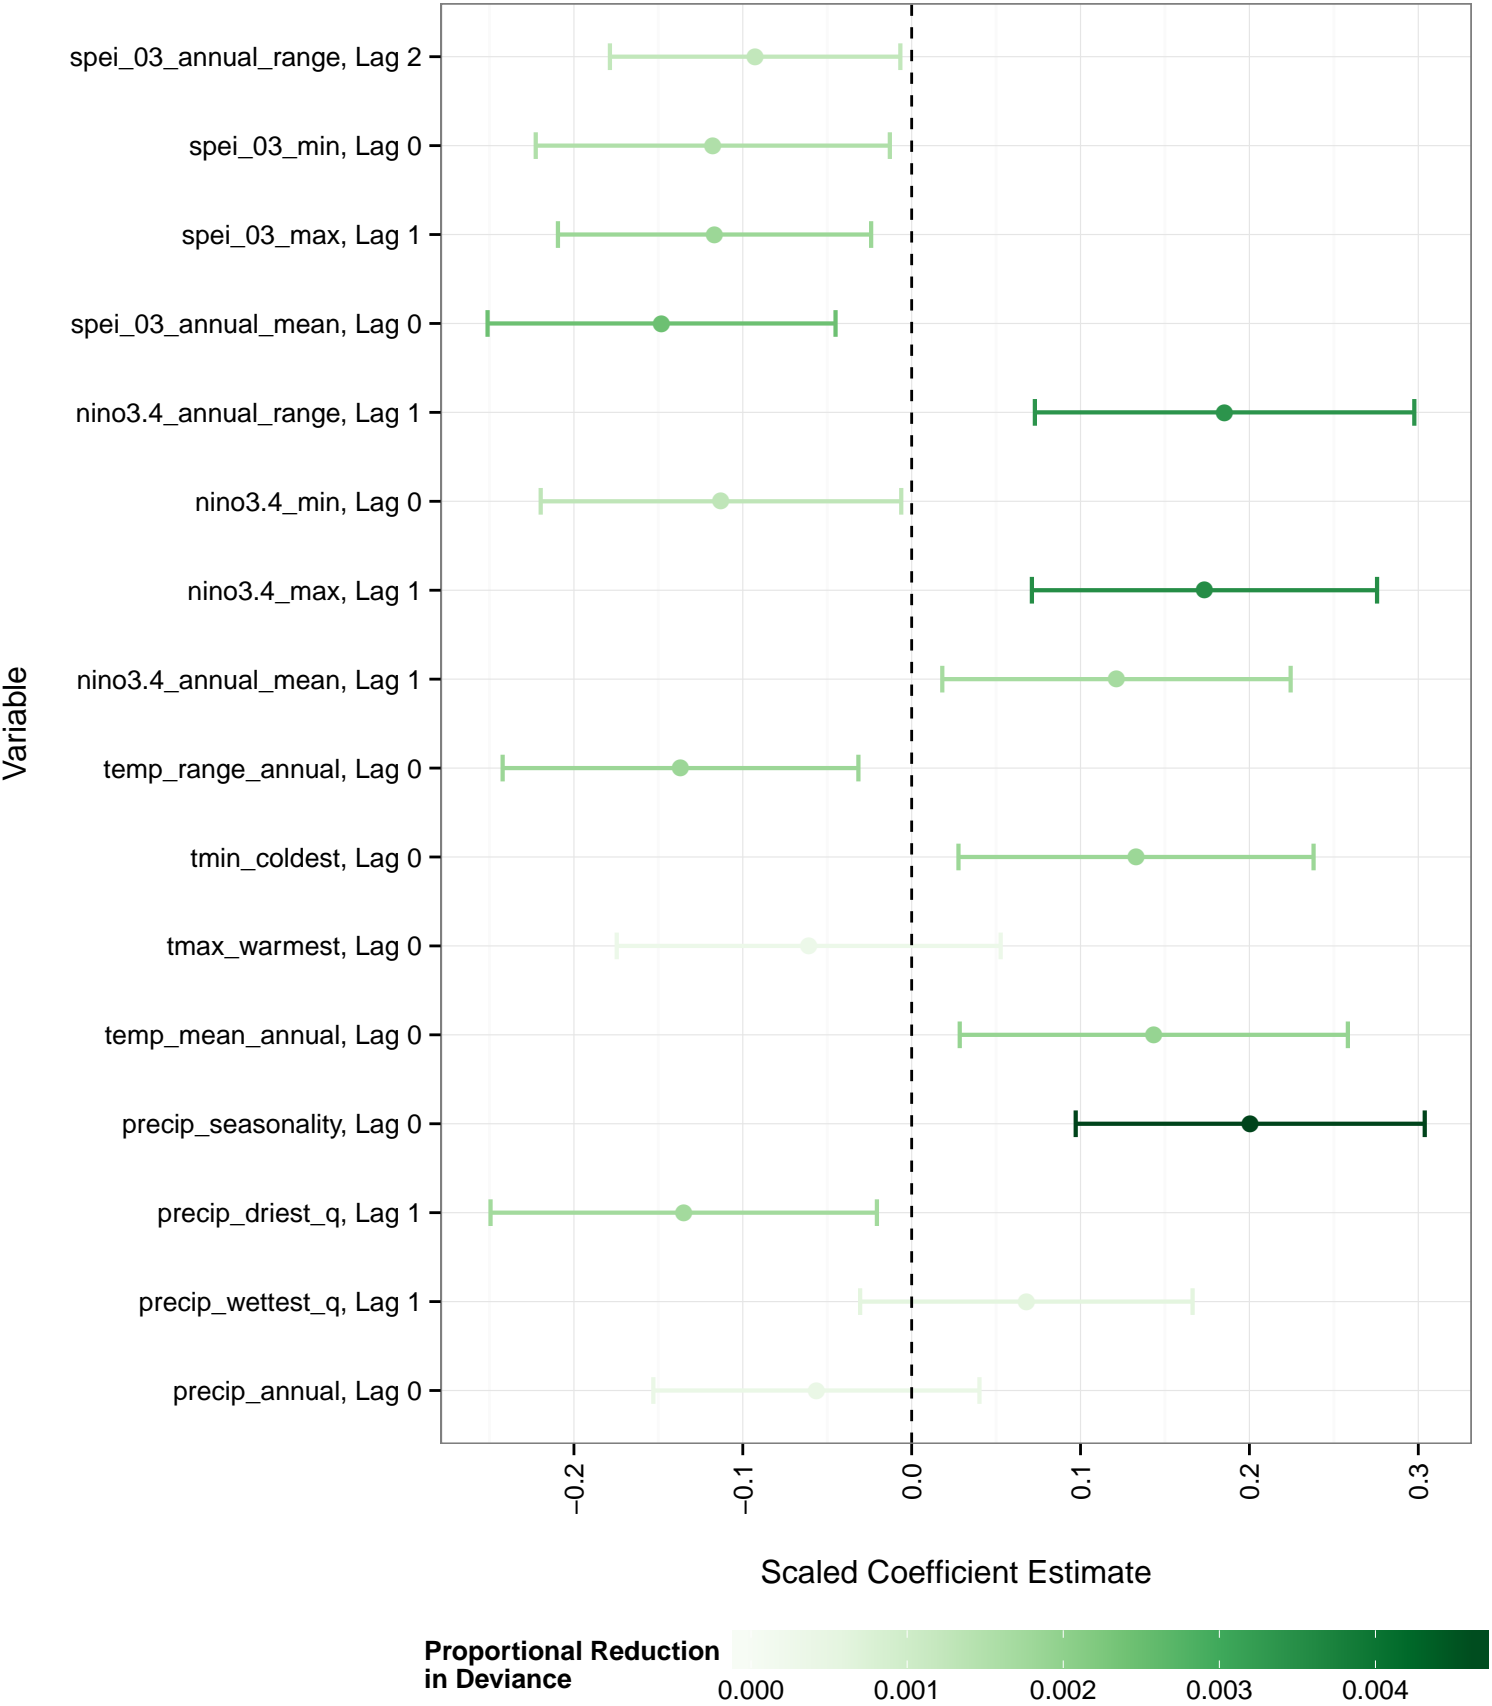 spei_03_annual_range, Lag 2
spei_03_min, Lag 0
spei_03_max, Lag 1
spei_03_annual_mean, Lag 0
nino3.4_annual_range, Lag 1
nino3.4_min, Lag 0
nino3.4_max, Lag 1
nino3.4_annual_mean, Lag 1
temp_range_annual, Lag 0
tmin_coldest, Lag 0
tmax_warmest, Lag 0
temp_mean_annual, Lag 0
precip_seasonality, Lag 0
precip_driest_q, Lag 1
precip_wettest_q, Lag 1
precip_annual, Lag 0
Variable
−0.2
−0.1
0.0
0.1
0.2
0.3
Scaled Coefficient Estimate
Proportional Reduction
in Deviance
0.000
0.001
0.002
0.003
0.004